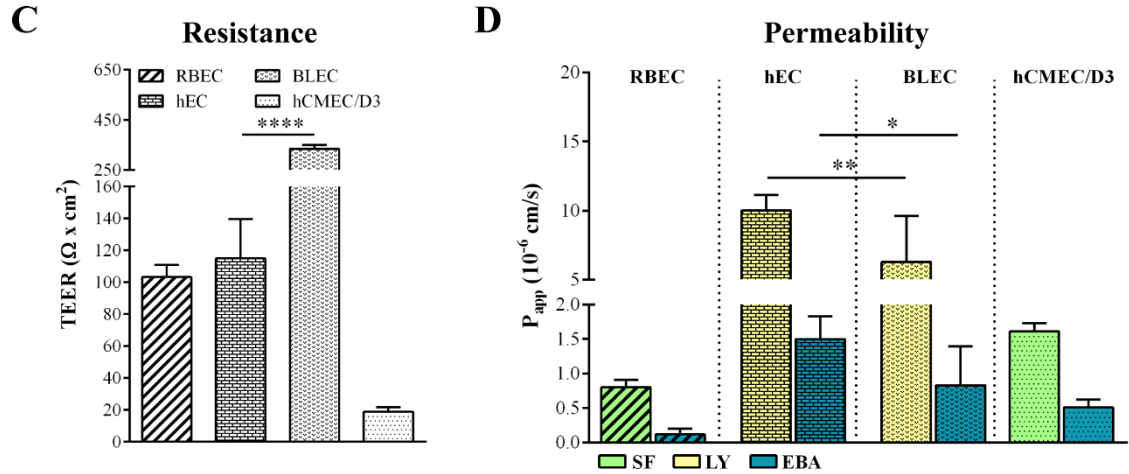 C
Resistance
RBEC BLEC
hEC hCMEC/D3
****
TEER (Ω x cm²)
650
450
250
160
140
120
100
80
60
40
20
0
D
Permeability
RBEC hEC BLEC hCMEC/D3
*
**
P_app (10⁻⁶ cm/s)
20
15
10
5
2.0
1.5
1.0
0.5
0.0
SF LY EBA